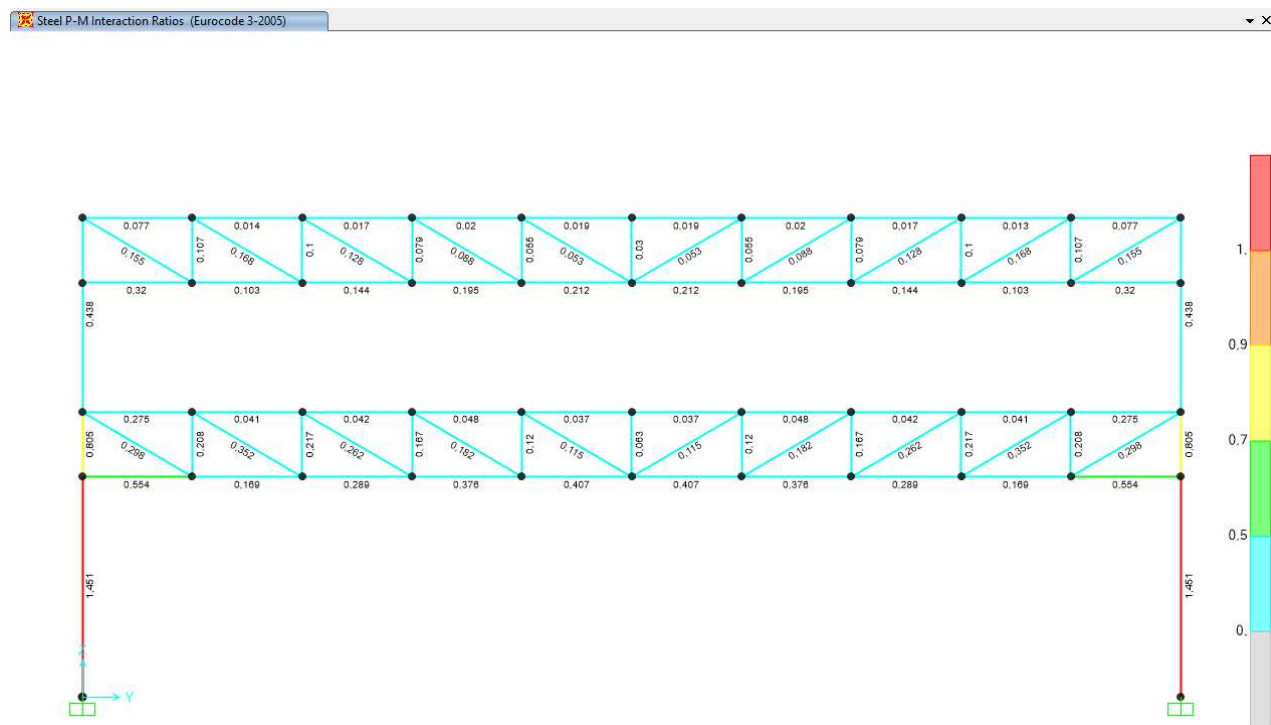 Steel P-M Interaction Ratios (Eurocode 3-2005)
0,077 0,014 0,017 0,02 0,019 0,019 0,02 0,017 0,013 0,077
0,155 0,107 0,168 0,1 0,128 0,079 0,088 0,055 0,053 0,03 0,053 0,055 0,088 0,079 0,128 0,1 0,168 0,107 0,155
1,
0,32 0,103 0,144 0,195 0,212 0,212 0,195 0,144 0,103 0,32
0,438 0,438
0,9
0,275 0,041 0,042 0,048 0,037 0,037 0,048 0,042 0,041 0,275
0,805 0,298 0,208 0,352 0,217 0,262 0,167 0,182 0,12 0,115 0,063 0,115 0,12 0,182 0,167 0,262 0,217 0,352 0,208 0,298 0,805
0,7
0,554 0,169 0,289 0,376 0,407 0,407 0,376 0,289 0,169 0,554
0,5
1,451 1,451
0,
Z
Y